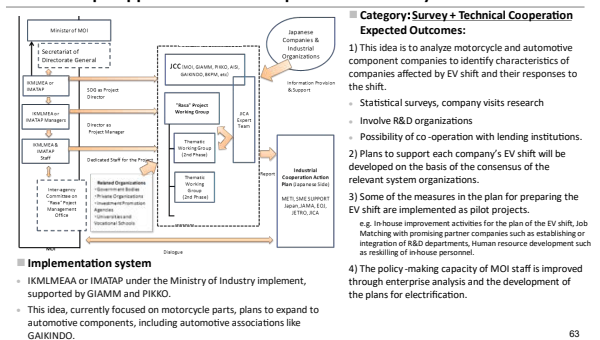 Minister of MOI
Secretariat of
Directorate General
IKMLMEA or
IMATAP
SDG as Project
Director
IKMLMEA or
IMATAP Managers
Director as
Project Manager
IKMLMEA &
IMATAP
Staff
Dedicated Staff for the Project
Inter-agency
Committee on
"Rasa" Project
Management
Office
MOI
Related Organizations
Government Bodies
Private Organizations
Investment Promotion
Agencies
Universities and
Vocational Schools
JCC (MOI, GIAMM, PIKKO, AISI,
GAIKINDO, BKPM, etc)
"Rasa" Project
Working Group
Thematic
Working Group
(2nd Phase)
Thematic
Working Group
(2nd Phase)
JICA
Expert
Team
Japanese
Companies &
Industrial
Organizations
Information Provision
& Support
Report
Industrial
Cooperation Action
Plan (Japanese Side)
METI, SME SUPPORT
Japan, JAMA, EOJ,
JETRO, JICA
Dialogue
Implementation system
IKMLMEAA or IMATAP under the Ministry of Industry implement,
supported by GIAMM and PIKKO.
This idea, currently focused on motorcycle parts, plans to expand to
automotive components, including automotive associations like
GAIKINDO.
Category: Survey + Technical Cooperation
Expected Outcomes:
1) This idea is to analyze motorcycle and automotive
component companies to identify characteristics of
companies affected by EV shift and their responses to
the shift.
Statistical surveys, company visits research
Involve R&D organizations
Possibility of co -operation with lending institutions.
2) Plans to support each company's EV shift will be
developed on the basis of the consensus of the
relevant system organizations.
3) Some of the measures in the plan for preparing the
EV shift are implemented as pilot projects.
e.g. In-house improvement activities for the plan of the EV shift, Job
Matching with promising partner companies such as establishing or
integration of R&D departments, Human resource development such
as reskilling of in-house personnel.
4) The policy -making capacity of MOI staff is improved
through enterprise analysis and the development of
the plans for electrification.
63